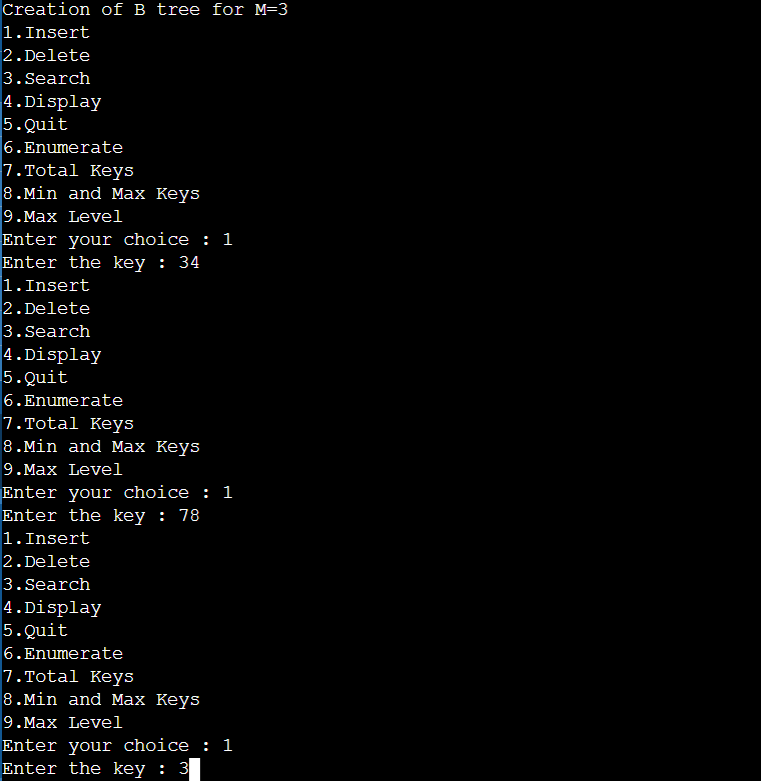 Creation of B tree for M=3
1.Insert
2.Delete
3.Search
4.Display
5.Quit
6.Enumerate
7.Total Keys
8.Min and Max Keys
9.Max Level
Enter your choice : 1
Enter the key : 34
1.Insert
2.Delete
3.Search
4.Display
5.Quit
6.Enumerate
7.Total Keys
8.Min and Max Keys
9.Max Level
Enter your choice : 1
Enter the key : 78
1.Insert
2.Delete
3.Search
4.Display
5.Quit
6.Enumerate
7.Total Keys
8.Min and Max Keys
9.Max Level
Enter your choice : 1
Enter the key : 3